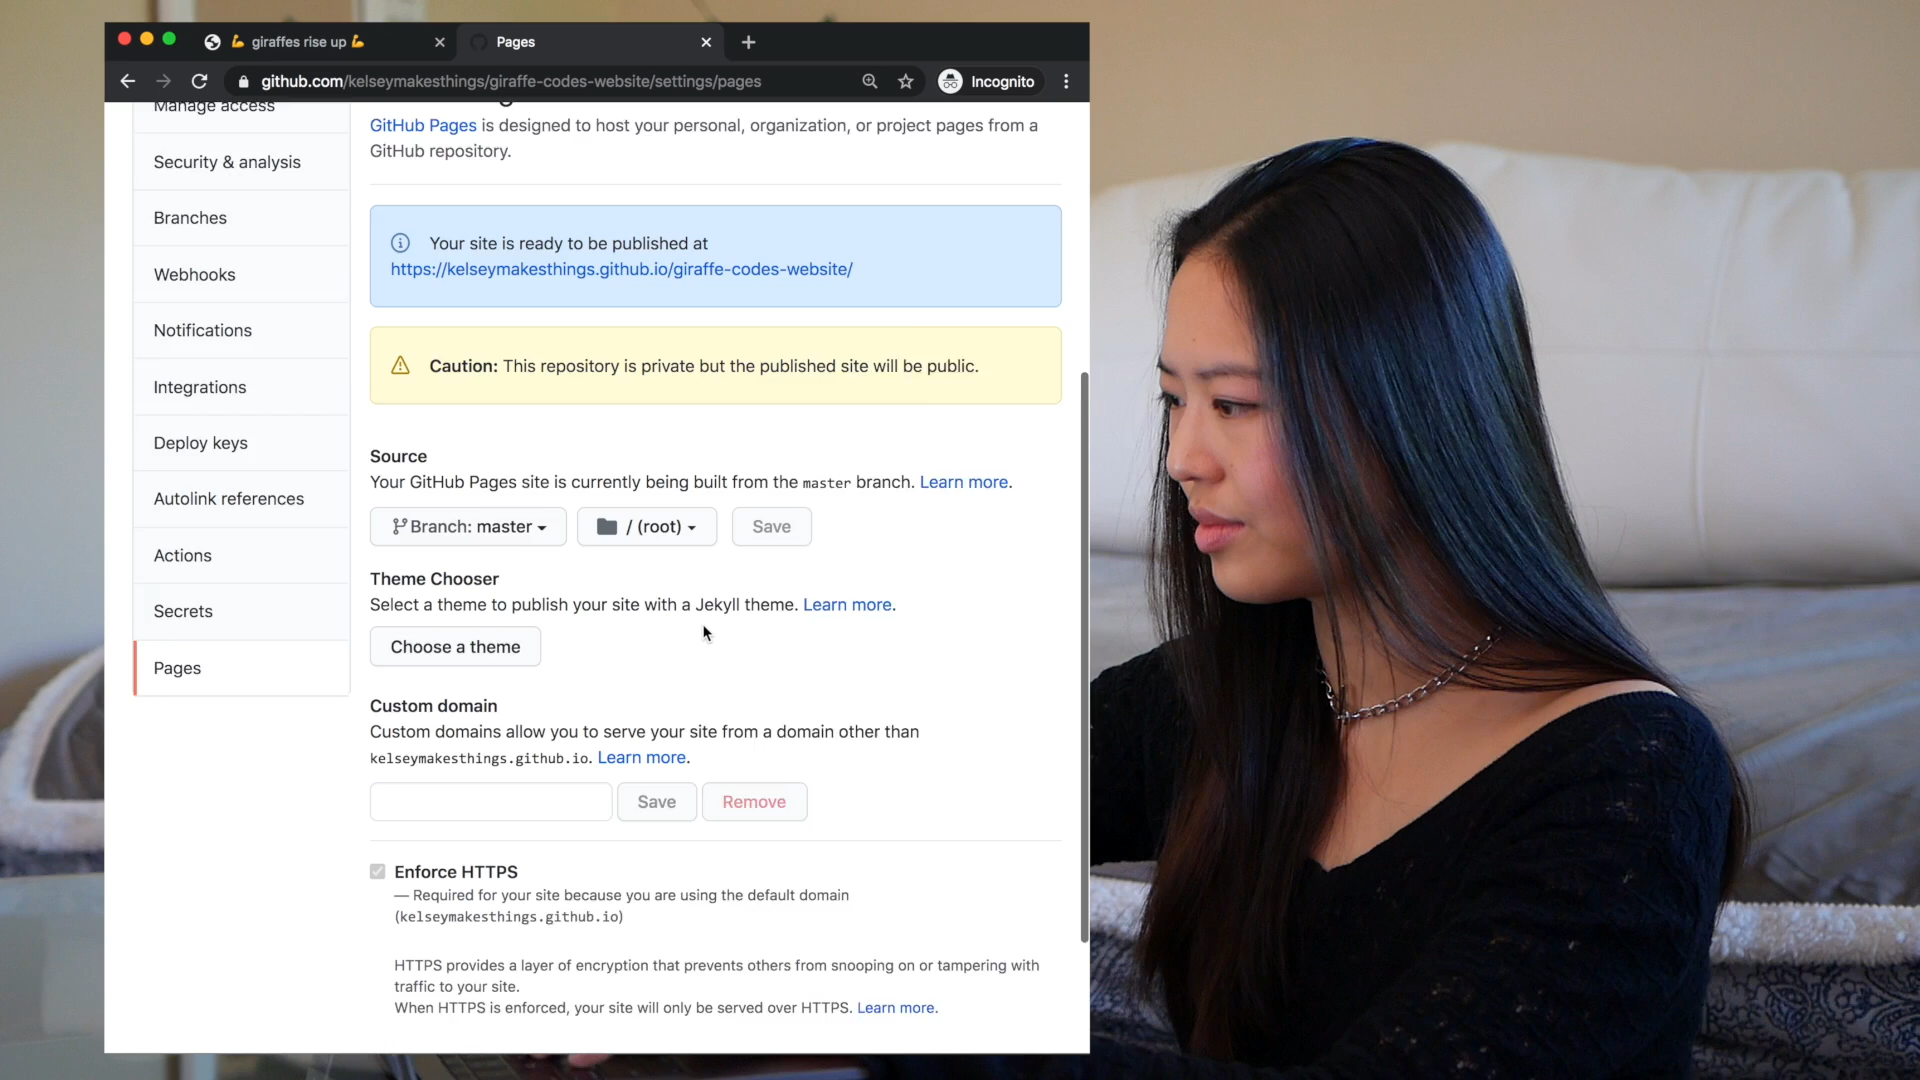 💪 giraffes rise up 💪
Pages
github.com/kelseymakesthings/giraffe-codes-website/settings/pages
Incognito
Manage access
Security & analysis
Branches
Webhooks
Notifications
Integrations
Deploy keys
Autolink references
Actions
Secrets
Pages
GitHub Pages is designed to host your personal, organization, or project pages from a
GitHub repository.
Your site is ready to be published at
https://kelseymakesthings.github.io/giraffe-codes-website/
Caution: This repository is private but the published site will be public.
Source
Your GitHub Pages site is currently being built from the master branch. Learn more.
Branch: master
/ (root)
Save
Theme Chooser
Select a theme to publish your site with a Jekyll theme. Learn more.
Choose a theme
Custom domain
Custom domains allow you to serve your site from a domain other than
kelseymakesthings.github.io. Learn more.
Save
Remove
Enforce HTTPS
— Required for your site because you are using the default domain
(kelseymakesthings.github.io)
HTTPS provides a layer of encryption that prevents others from snooping on or tampering with
traffic to your site.
When HTTPS is enforced, your site will only be served over HTTPS. Learn more.